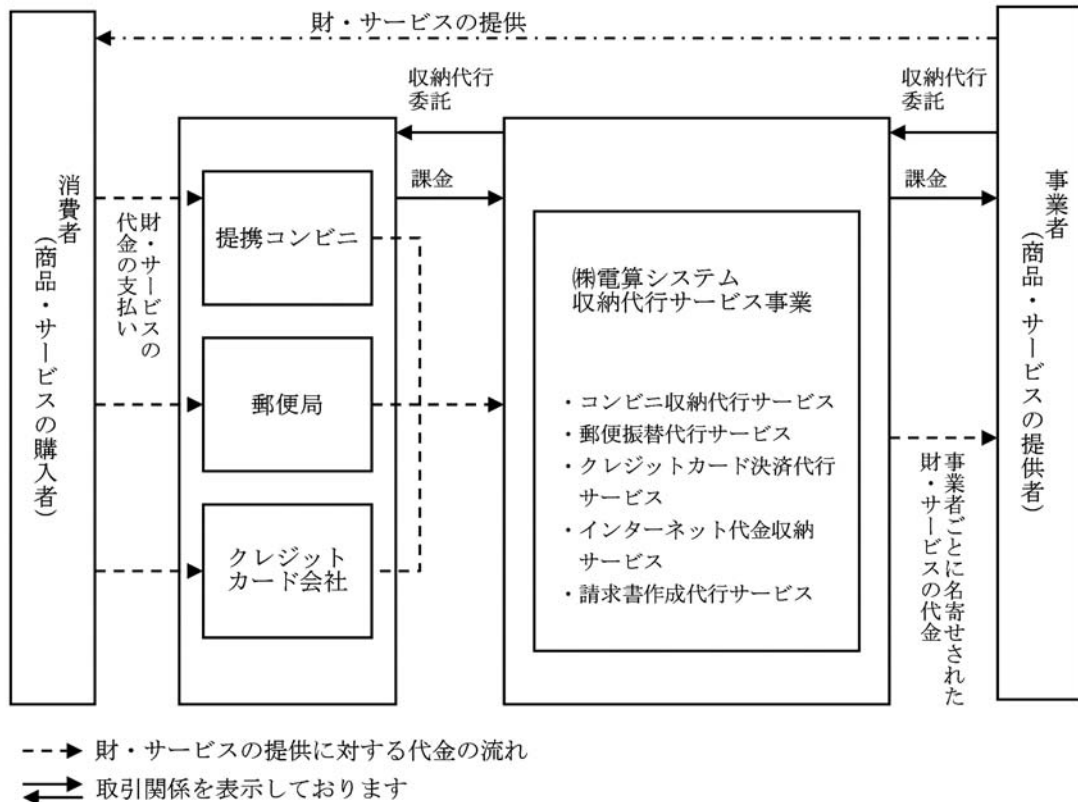 財・サービスの提供
収納代行
委託
収納代行
委託
課金
課金
消費者
(商品・サービスの購入者)
財・サービスの
代金の支払い
提携コンビニ
郵便局
クレジット
カード会社
㈱電算システム
収納代行サービス事業
・コンビニ収納代行サービス
・郵便振替代行サービス
・クレジットカード決済代行
サービス
・インターネット代金収納
サービス
・請求書作成代行サービス
事業者ごとに名寄せされた
財・サービスの代金
事業者
(商品・サービスの提供者)
財・サービスの提供に対する代金の流れ
取引関係を表示しております